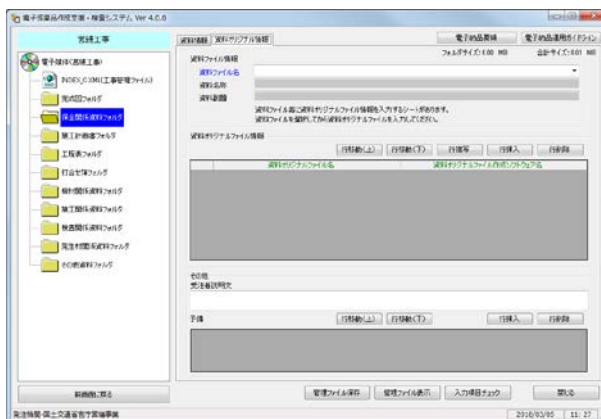 電子成果品作成支援・検査システム Ver 4.0.0
営繕工事
電子媒体(営繕工事)
INDEX_C.XML(工事管理ファイル)
完成図フォルダ
保全関係資料フォルダ
施工計画書フォルダ
工程表フォルダ
打合せ簿フォルダ
機材関係資料フォルダ
施工関係資料フォルダ
検査関係資料フォルダ
発生材関係資料フォルダ
その他資料フォルダ
前画面に戻る
資料情報 資料オリジナル情報
電子納品要領 電子納品運用ガイドライン
フォルダサイズ:1.00 MB 合計サイズ:0.01 MB
資料ファイル情報
資料ファイル名
資料名称
資料副題
資料ファイル毎に資料オリジナルファイル情報を入力するシートがあります。
資料ファイルを選択してから資料オリジナルファイルを入力してください。
資料オリジナルファイル情報
行移動(上) 行移動(下) 行複写 行挿入 行削除
資料オリジナルファイル名 資料オリジナルファイル作成ソフトウェア名
その他
受注者説明文
予備
行移動(上) 行移動(下) 行挿入 行削除
管理ファイル保存 管理ファイル表示 入力項目チェック 閉じる
発注機関-国土交通省官庁営繕事業
2018/03/05 11:27